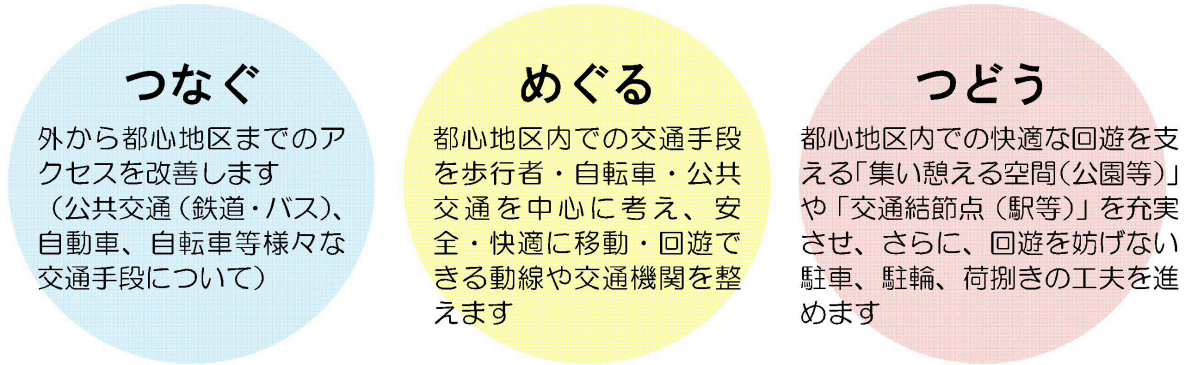 つなぐ
外から都心地区までのア
クセスを改善します
（公共交通（鉄道・バス）、
自動車、自転車等様々な
交通手段について）
めぐる
都心地区内での交通手段
を歩行者・自転車・公共
交通を中心に考え、安
全・快適に移動・回遊で
きる動線や交通機関を整
えます
つどう
都心地区内での快適な回遊を支
える「集い憩える空間（公園等）」
や「交通結節点（駅等）」を充実
させ、さらに、回遊を妨げない
駐車、駐輪、荷捌きの工夫を進
めます